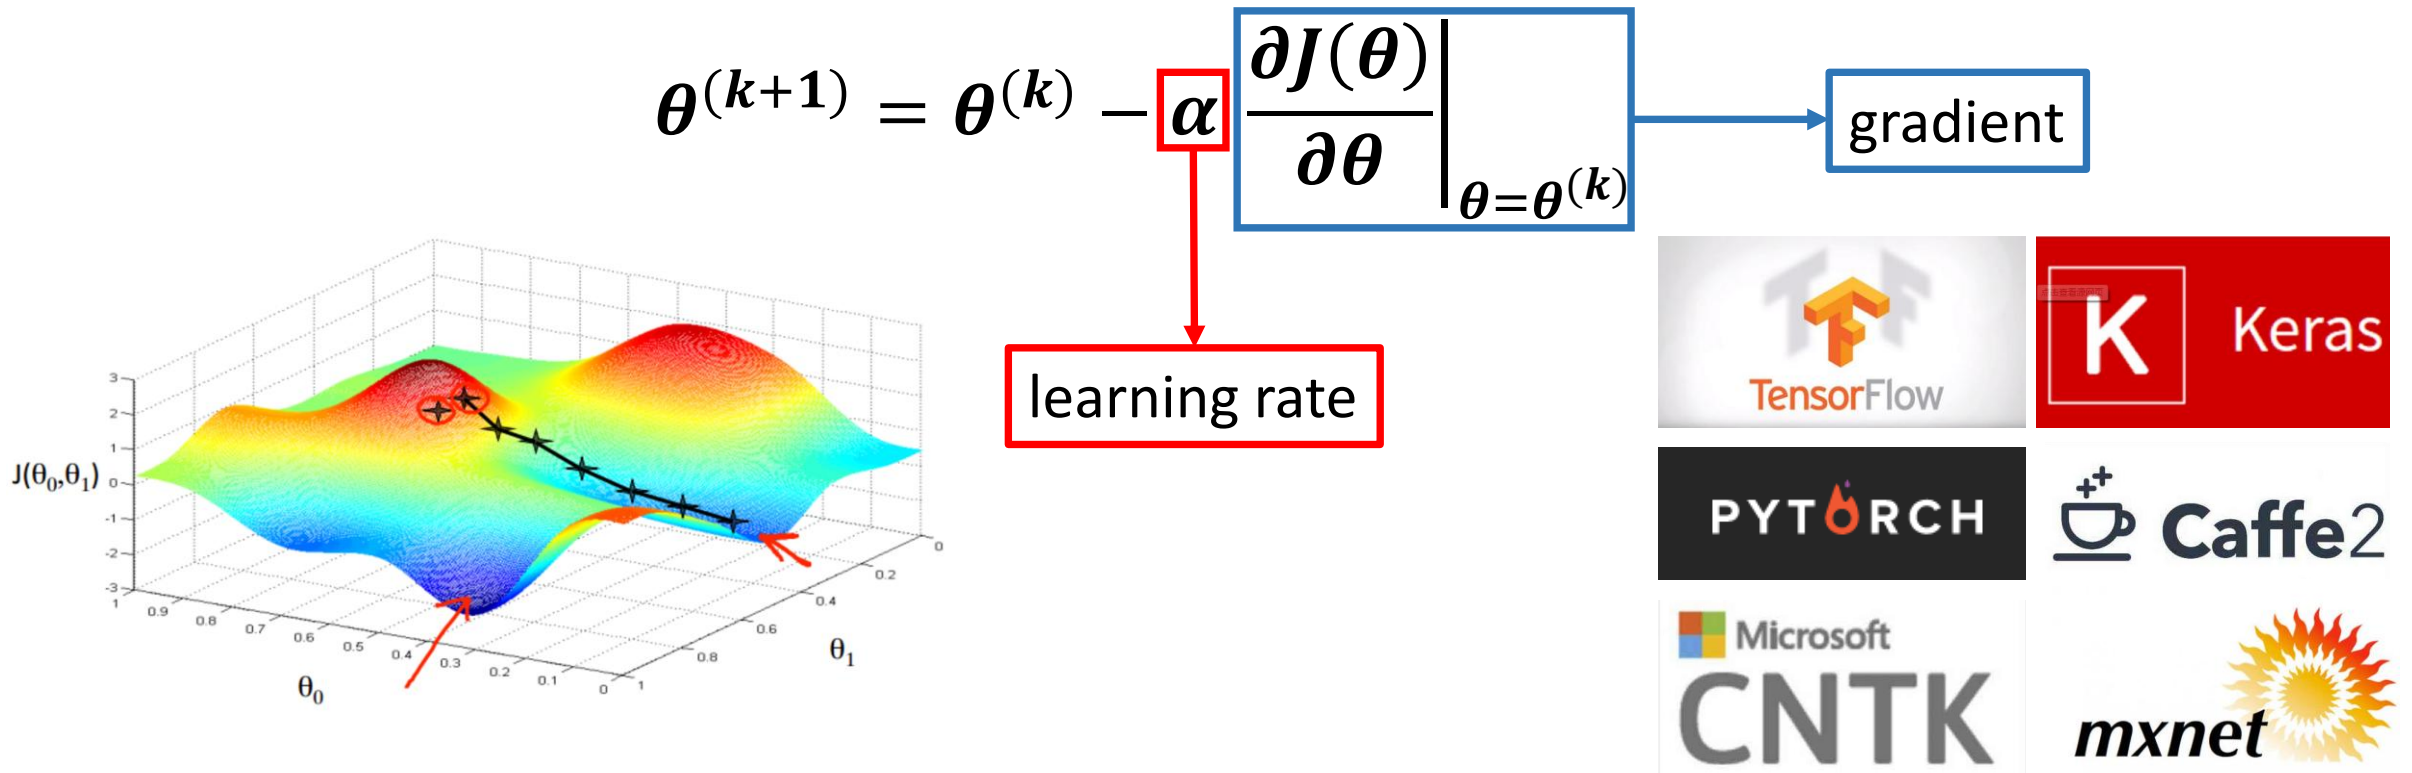 θ(k+1) = θ(k) − α ∂J(θ)/∂θ |θ=θ(k)
gradient
learning rate
J(θ0,θ1)
3
2
1
0
-1
-2
-3
1
0.9
0.8
0.7
0.6
0.5
0.4
0.3
0.2
0.1
0
θ0
1
0.8
0.6
0.4
0.2
0
θ1
TensorFlow
K Keras
PYTORCH
Caffe2
Microsoft
CNTK
mxnet